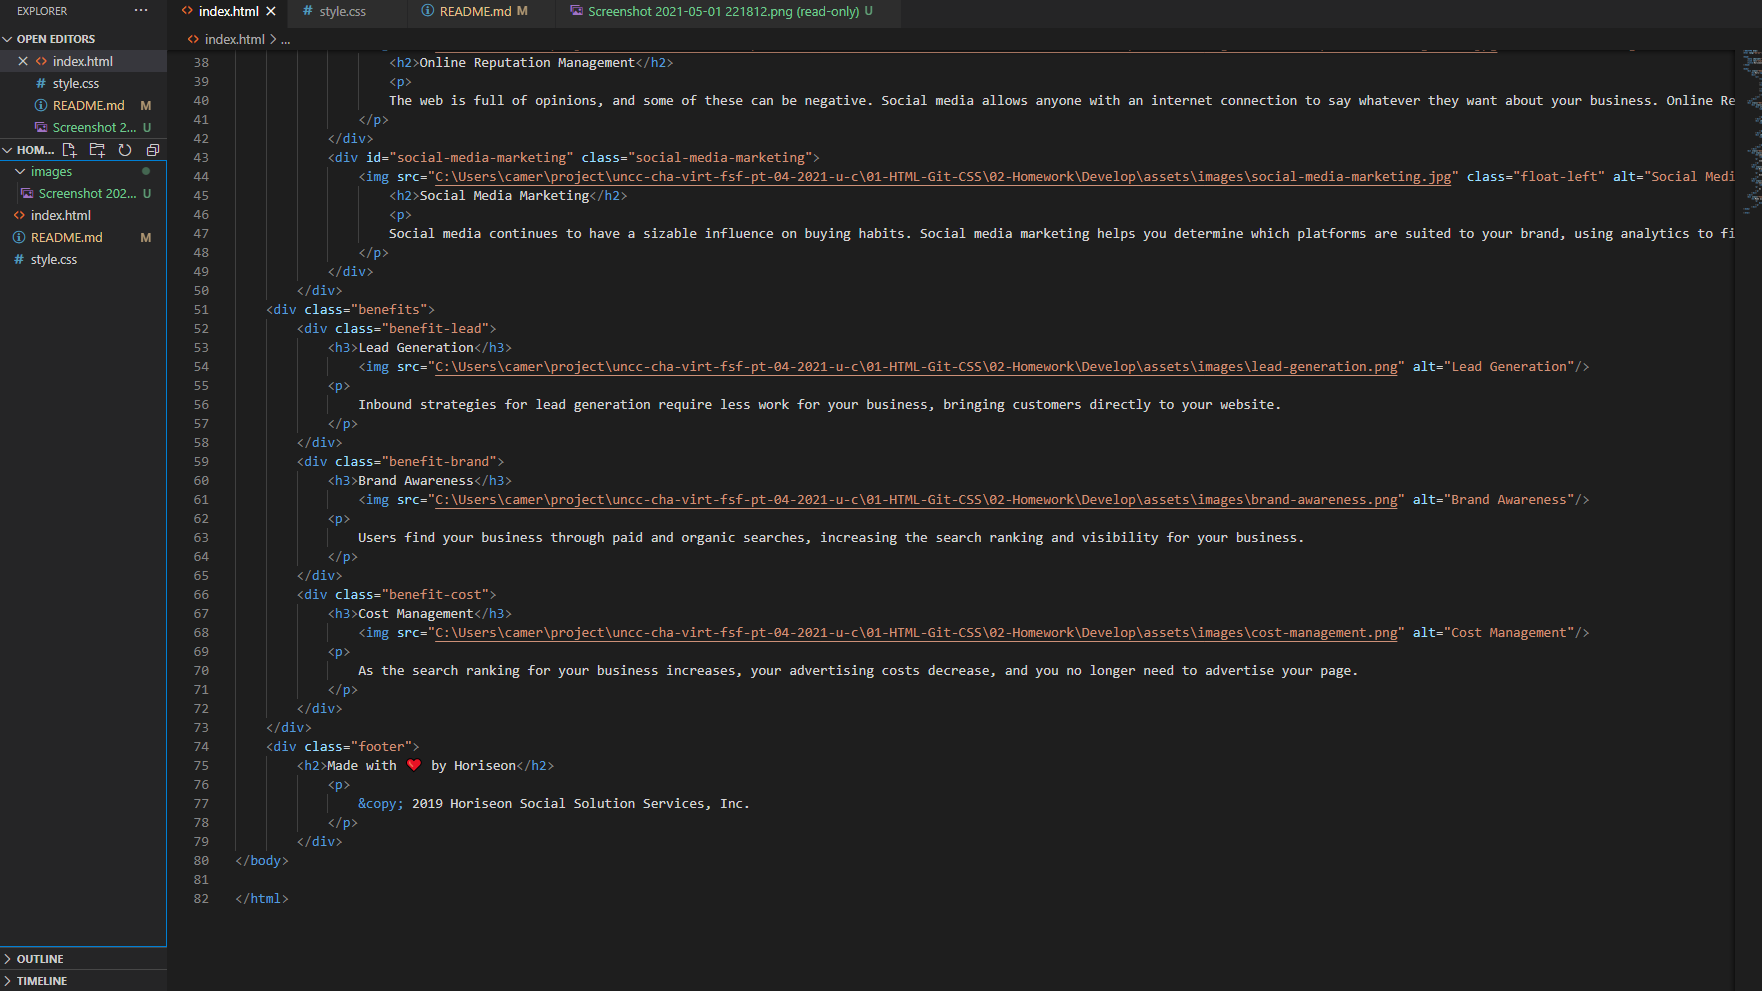 EXPLORER ...
OPEN EDITORS
index.html
style.css
README.md M
Screenshot 2... U
HOM...
images
Screenshot 202... U
index.html
README.md M
style.css
OUTLINE
TIMELINE
index.html
style.css
README.md M
Screenshot 2021-05-01 221812.png (read-only) U
index.html > ...
38 <h2>Online Reputation Management</h2>
39 <p>
40 The web is full of opinions, and some of these can be negative. Social media allows anyone with an internet connection to say whatever they want about your business. Online Re
41 </p>
42 </div>
43 <div id="social-media-marketing" class="social-media-marketing">
44 <img src="C:\Users\camer\project\uncc-cha-virt-fsf-pt-04-2021-u-c\01-HTML-Git-CSS\02-Homework\Develop\assets\images\social-media-marketing.jpg" class="float-left" alt="Social Medi
45 <h2>Social Media Marketing</h2>
46 <p>
47 Social media continues to have a sizable influence on buying habits. Social media marketing helps you determine which platforms are suited to your brand, using analytics to fi
48 </p>
49 </div>
50 </div>
51 <div class="benefits">
52 <div class="benefit-lead">
53 <h3>Lead Generation</h3>
54 <img src="C:\Users\camer\project\uncc-cha-virt-fsf-pt-04-2021-u-c\01-HTML-Git-CSS\02-Homework\Develop\assets\images\lead-generation.png" alt="Lead Generation"/>
55 <p>
56 Inbound strategies for lead generation require less work for your business, bringing customers directly to your website.
57 </p>
58 </div>
59 <div class="benefit-brand">
60 <h3>Brand Awareness</h3>
61 <img src="C:\Users\camer\project\uncc-cha-virt-fsf-pt-04-2021-u-c\01-HTML-Git-CSS\02-Homework\Develop\assets\images\brand-awareness.png" alt="Brand Awareness"/>
62 <p>
63 Users find your business through paid and organic searches, increasing the search ranking and visibility for your business.
64 </p>
65 </div>
66 <div class="benefit-cost">
67 <h3>Cost Management</h3>
68 <img src="C:\Users\camer\project\uncc-cha-virt-fsf-pt-04-2021-u-c\01-HTML-Git-CSS\02-Homework\Develop\assets\images\cost-management.png" alt="Cost Management"/>
69 <p>
70 As the search ranking for your business increases, your advertising costs decrease, and you no longer need to advertise your page.
71 </p>
72 </div>
73 </div>
74 <div class="footer">
75 <h2>Made with ❤️ by Horiseon</h2>
76 <p>
77 &copy; 2019 Horiseon Social Solution Services, Inc.
78 </p>
79 </div>
80 </body>
81
82 </html>